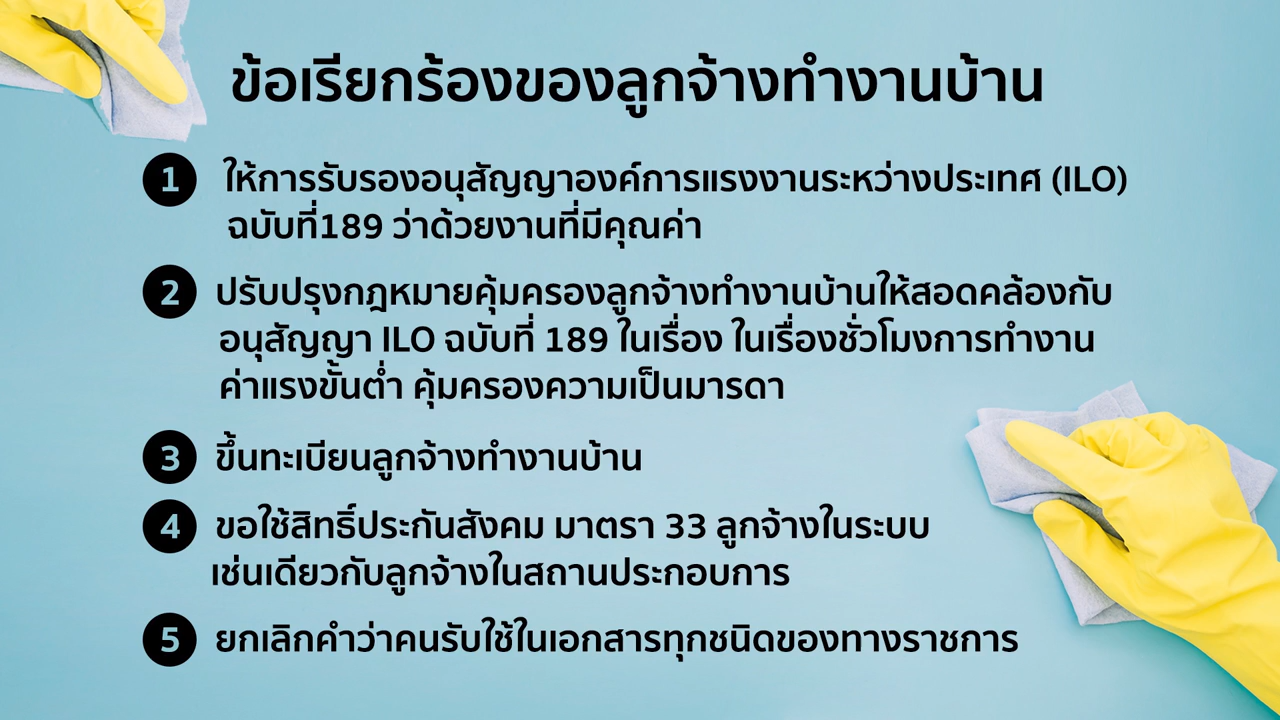 ข้อเรียกร้องของลูกจ้างทำงานบ้าน
1 ให้การรับรองอนุสัญญาองค์การแรงงานระหว่างประเทศ (ILO)
ฉบับที่189 ว่าด้วยงานที่มีคุณค่า
2 ปรับปรุงกฎหมายคุ้มครองลูกจ้างทำงานบ้านให้สอดคล้องกับ
อนุสัญญา ILO ฉบับที่ 189 ในเรื่อง ในเรื่องชั่วโมงการทำงาน
ค่าแรงขั้นต่ำ คุ้มครองความเป็นมารดา
3 ขึ้นทะเบียนลูกจ้างทำงานบ้าน
4 ขอใช้สิทธิ์ประกันสังคม มาตรา 33 ลูกจ้างในระบบ
เช่นเดียวกับลูกจ้างในสถานประกอบการ
5 ยกเลิกคำว่าคนรับใช้ในเอกสารทุกชนิดของทางราชการ